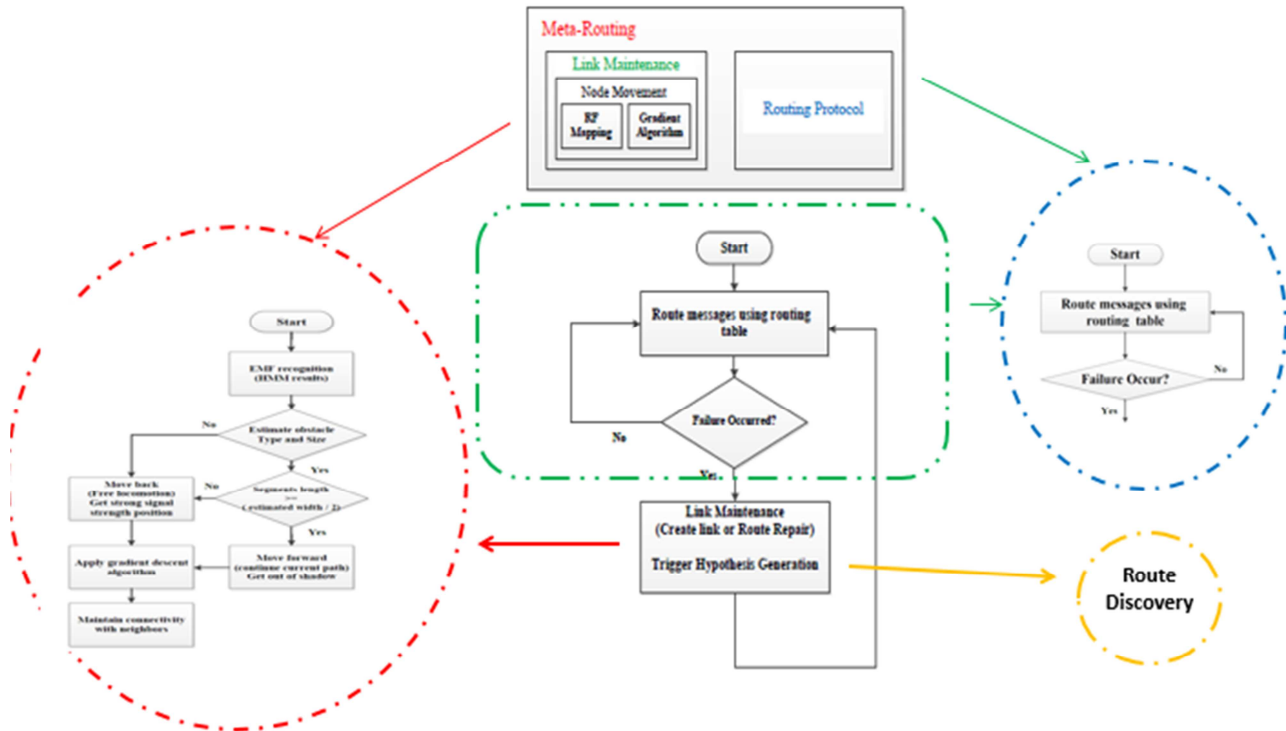 Meta-Routing
Link Maintenance
Node Movement
RF
Mapping
Gradient
Algorithm
Routing Protocol
Start
Route messages using routing
table
Failure Occurred?
No
Yes
Link Maintenance
(Create link or Route Repair)
Trigger Hypothesis Generation
Start
EMF recognition
(HMM results)
Estimate obstacle
Type and Size
No
Yes
Segments length
>=
(estimated width / 2)
No
Yes
Move back
(Free locomotion)
Get strong signal
strength position
Move forward
(continue current path)
Get out of shadow
Apply gradient descent
algorithm
Maintain connectivity
with neighbors
Start
Route messages using
routing table
Failure Occur?
No
Yes
Route
Discovery